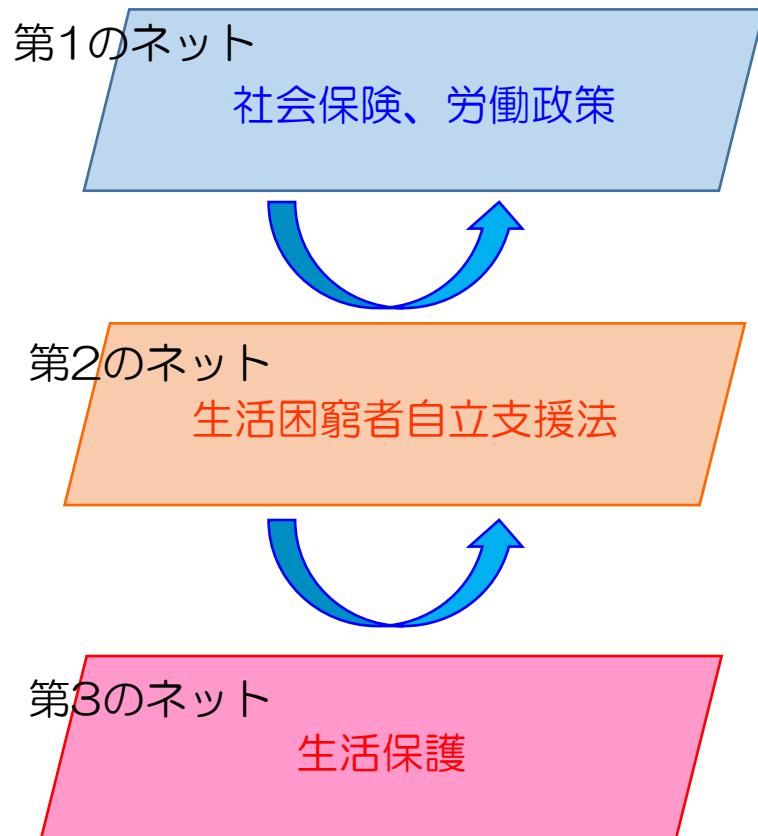 第1のネット
社会保険、労働政策
第2のネット
生活困窮者自立支援法
第3のネット
生活保護